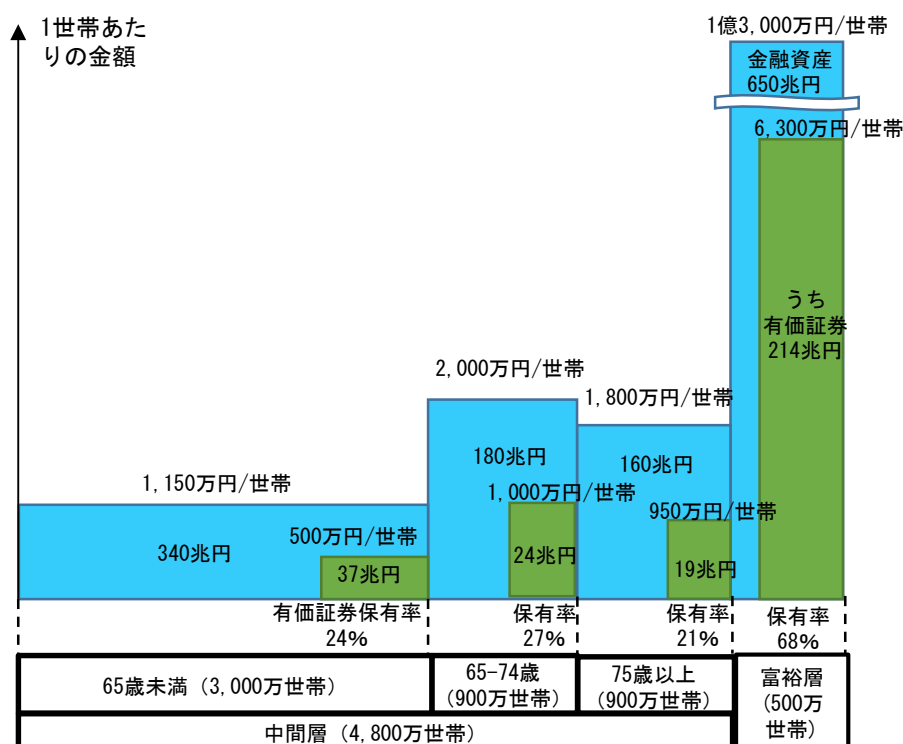 1世帯あた
りの金額
1億3,000万円/世帯
金融資産
650兆円
6,300万円/世帯
うち
有価証券
214兆円
2,000万円/世帯
1,800万円/世帯
180兆円
160兆円
1,150万円/世帯
1,000万円/世帯
950万円/世帯
500万円/世帯
340兆円
37兆円
24兆円
19兆円
有価証券保有率
24%
保有率
27%
保有率
21%
保有率
68%
65歳未満（3,000万世帯）
65-74歳
(900万世帯)
75歳以上
(900万世帯)
富裕層
(500万
世帯)
中間層（4,800万世帯）